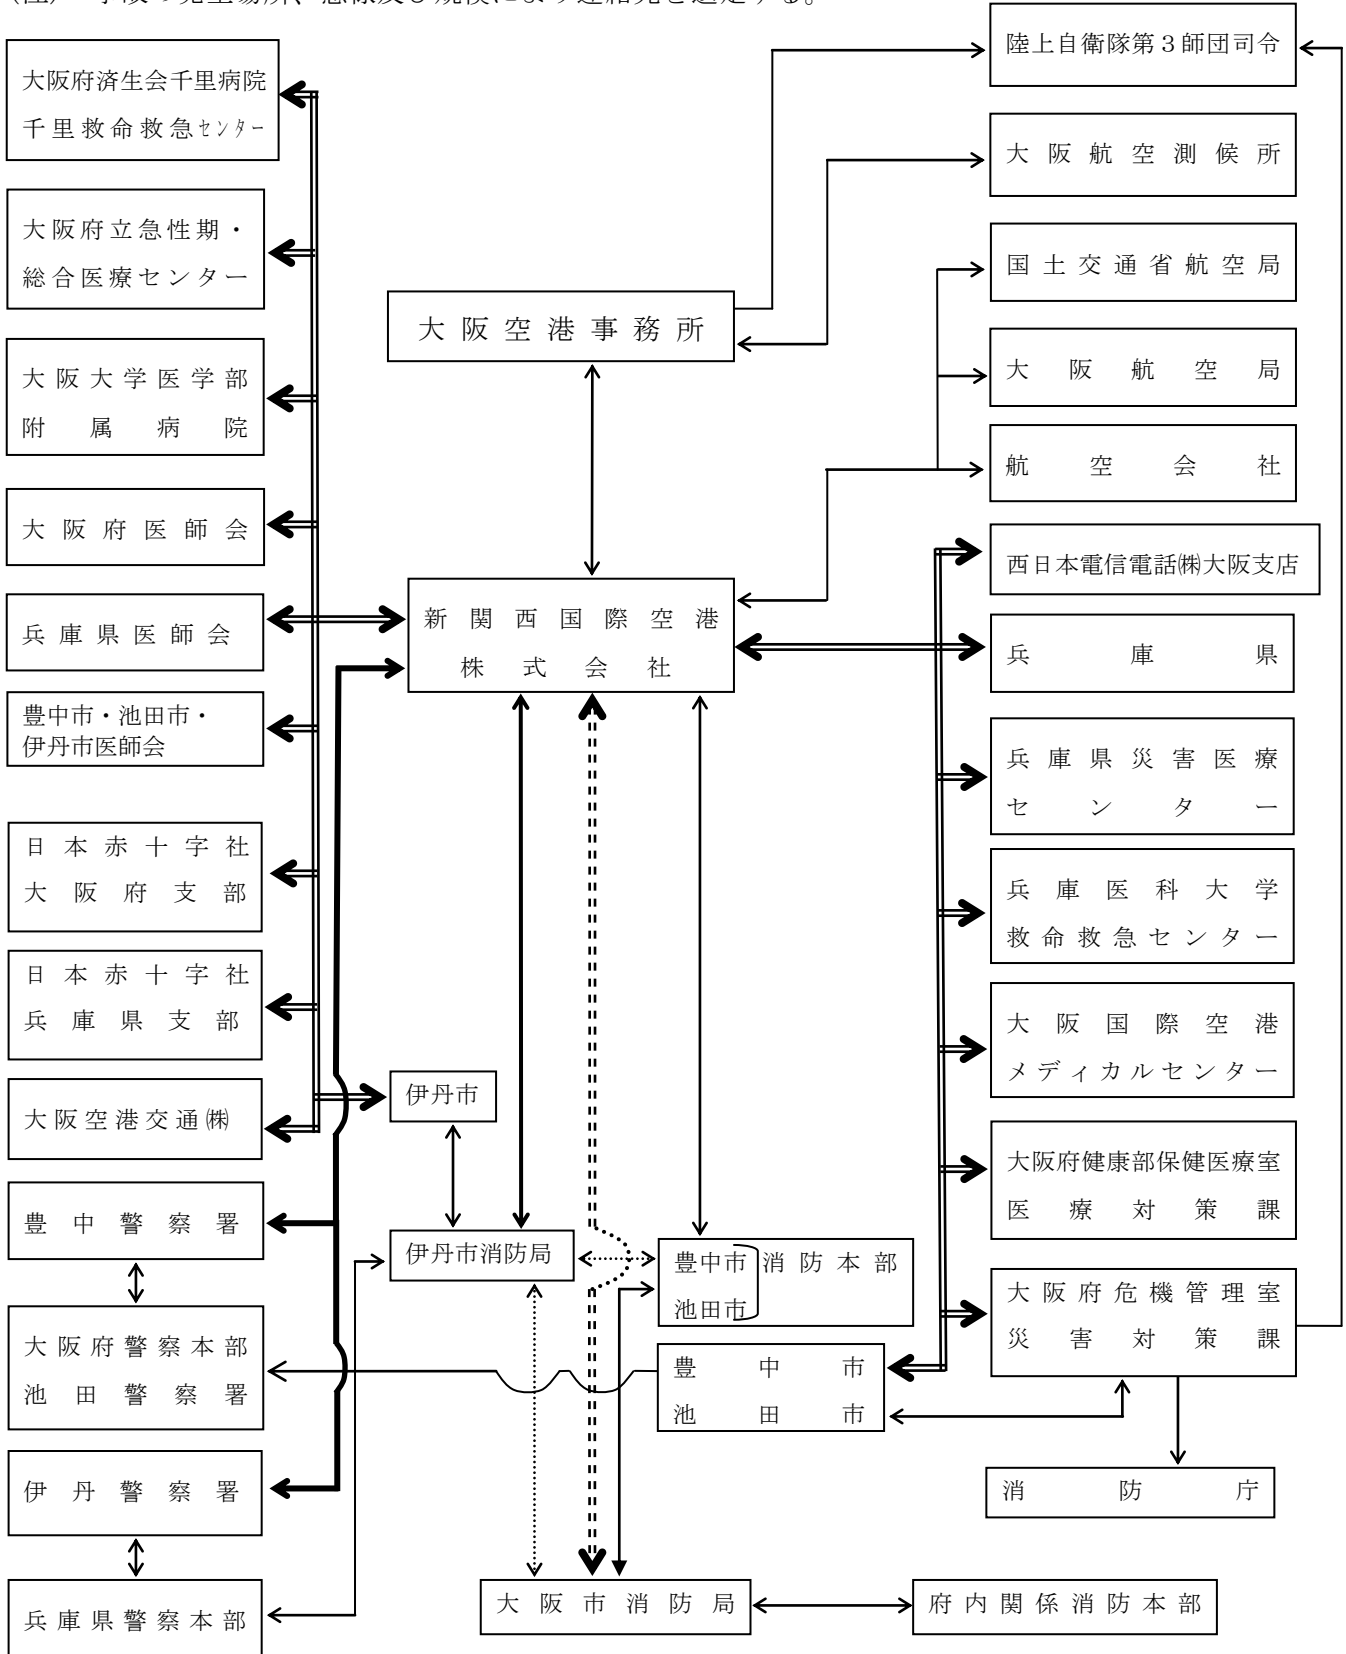 陸上自衛隊第３師団司令
大阪府済生会千里病院
千里救命救急センター
大阪航空測候所
大阪府立急性期・
総合医療センター
国土交通省航空局
大阪空港事務所
大阪航空局
大阪大学医学部
附属病院
航空会社
大阪府医師会
西日本電信電話㈱大阪支店
兵庫県医師会
新関西国際空港
株式会社
兵庫県
豊中市・池田市・
伊丹市医師会
兵庫県災害医療
センター
日本赤十字社
大阪府支部
兵庫医科大学
救命救急センター
日本赤十字社
兵庫県支部
大阪国際空港
メディカルセンター
大阪空港交通㈱
伊丹市
大阪府健康部保健医療室
医療対策課
豊中警察署
伊丹市消防局
豊中市 消防本部
池田市
大阪府危機管理室
災害対策課
大阪府警察本部
池田警察署
豊中市
池田市
伊丹警察署
消防庁
兵庫県警察本部
大阪市消防局
府内関係消防本部